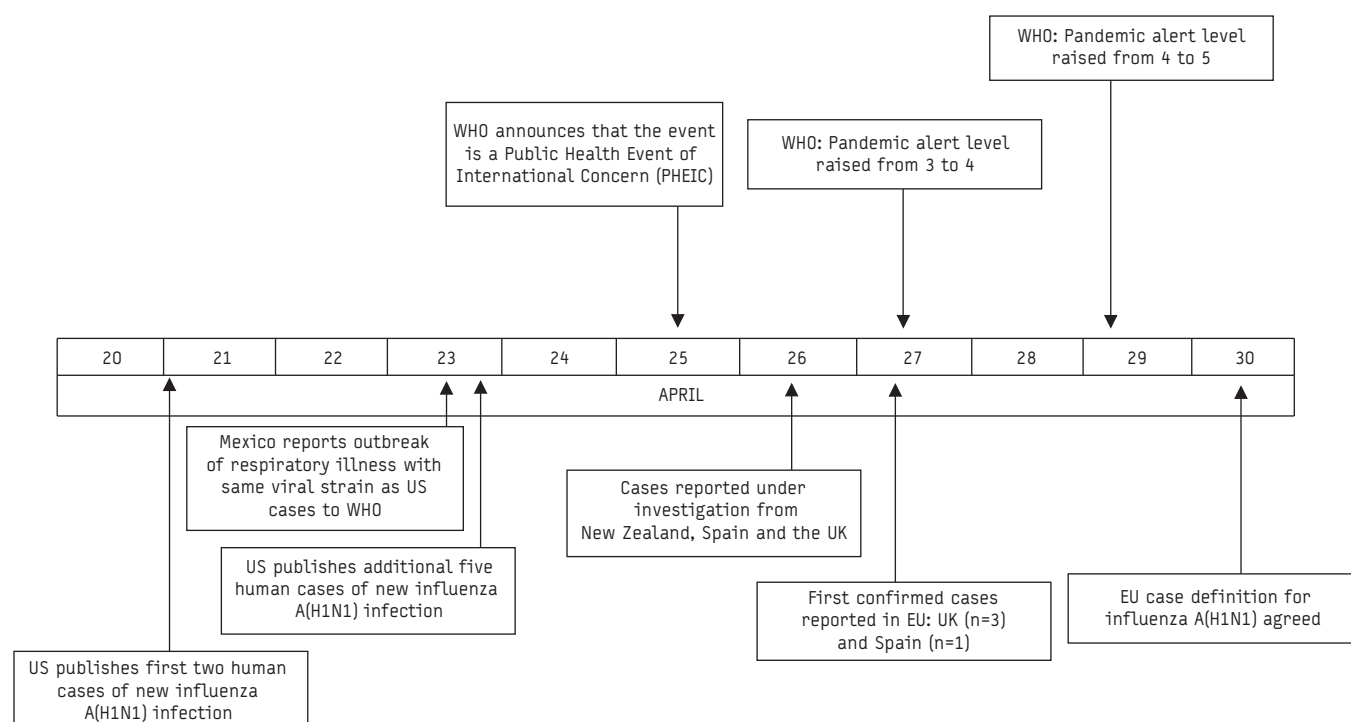 WHO: Pandemic alert level
raised from 4 to 5
WHO announces that the event
is a Public Health Event of
International Concern (PHEIC)
WHO: Pandemic alert level
raised from 3 to 4
20 21 22 23 24 25 26 27 28 29 30
APRIL
Mexico reports outbreak
of respiratory illness with
same viral strain as US
cases to WHO
Cases reported under
investigation from
New Zealand, Spain and the UK
US publishes additional five
human cases of new influenza
A(H1N1) infection
First confirmed cases
reported in EU: UK (n=3)
and Spain (n=1)
EU case definition for
influenza A(H1N1) agreed
US publishes first two human
cases of new influenza
A(H1N1) infection